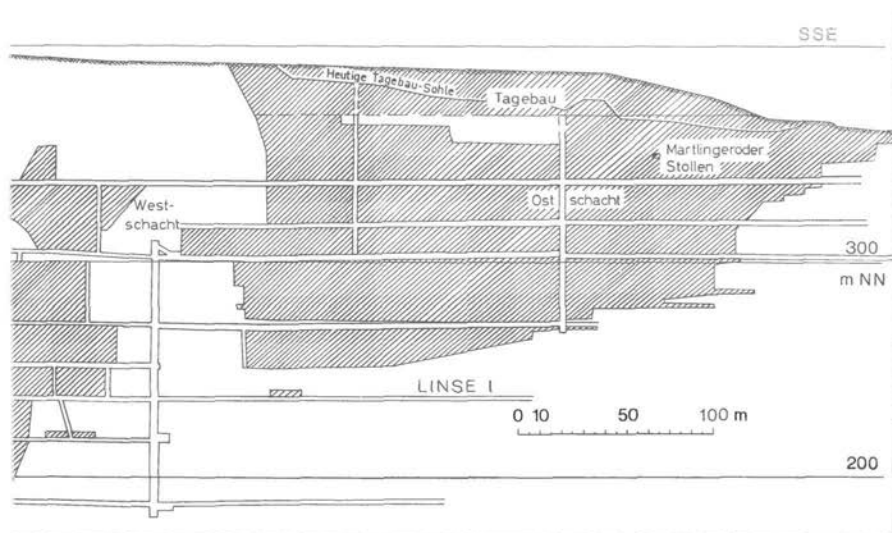 SSE
Heutige Tagebau-Sohle
Tagebau
Martlingeroder
Stollen
West-
schacht
Ost schacht
300
m NN
LINSE I
0 10 50 100 m
200